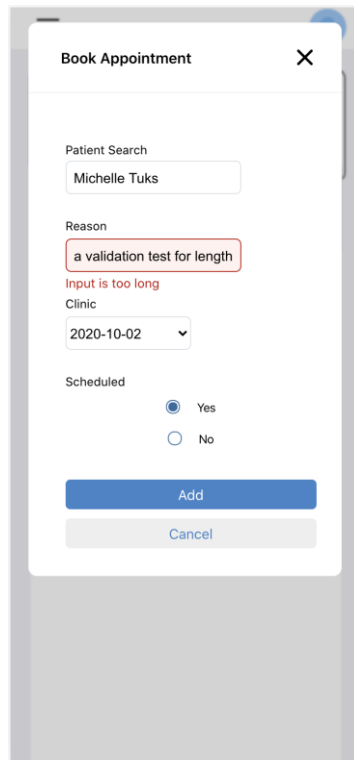 Book Appointment
Patient Search
Michelle Tuks
Reason
a validation test for length
Input is too long
Clinic
2020-10-02
Scheduled
Yes
No
Add
Cancel